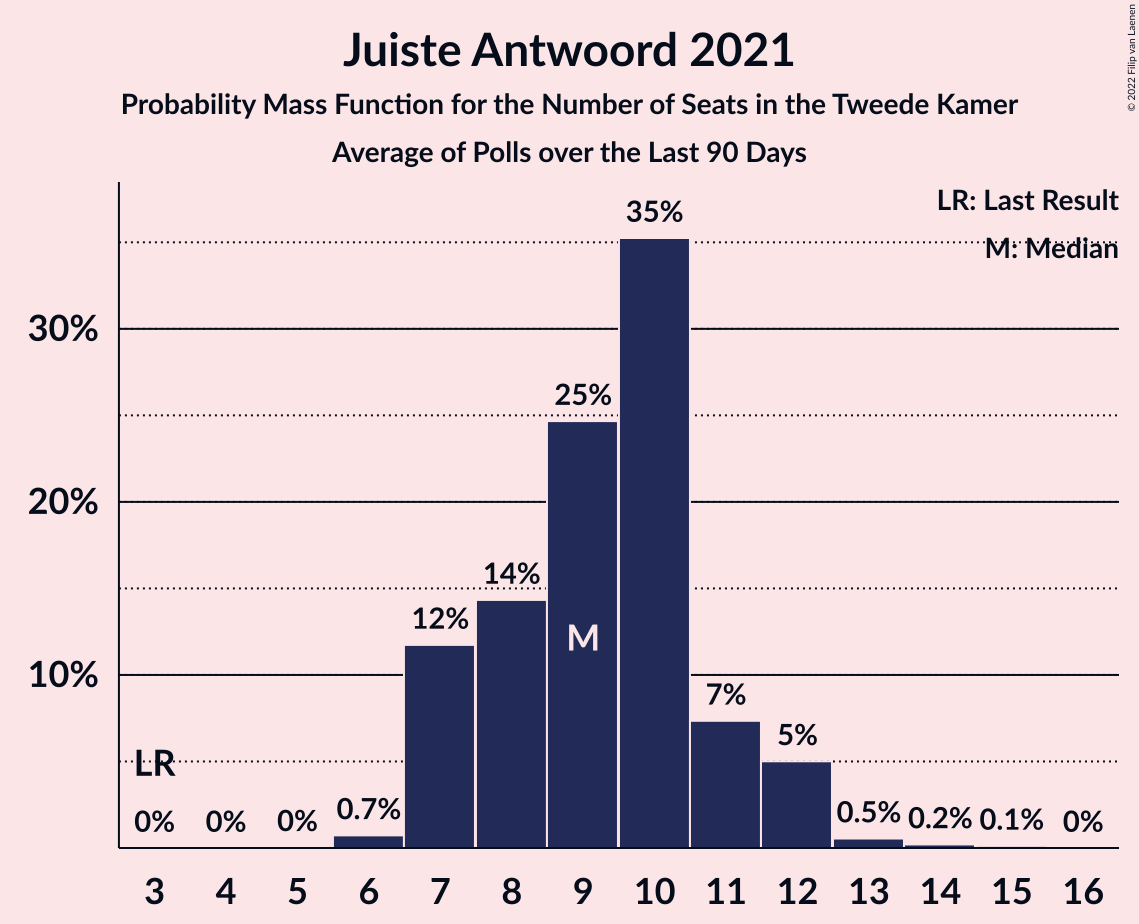 Juiste Antwoord 2021
Probability Mass Function for the Number of Seats in the Tweede Kamer
Average of Polls over the Last 90 Days
© 2022 Filip van Laenen
LR: Last Result
M: Median
35%
30%
25%
20%
14%
12%
M
10%
7%
5%
LR
0% 0% 0% 0.7% 0.5% 0.2% 0.1% 0%
3 4 5 6 7 8 9 10 11 12 13 14 15 16